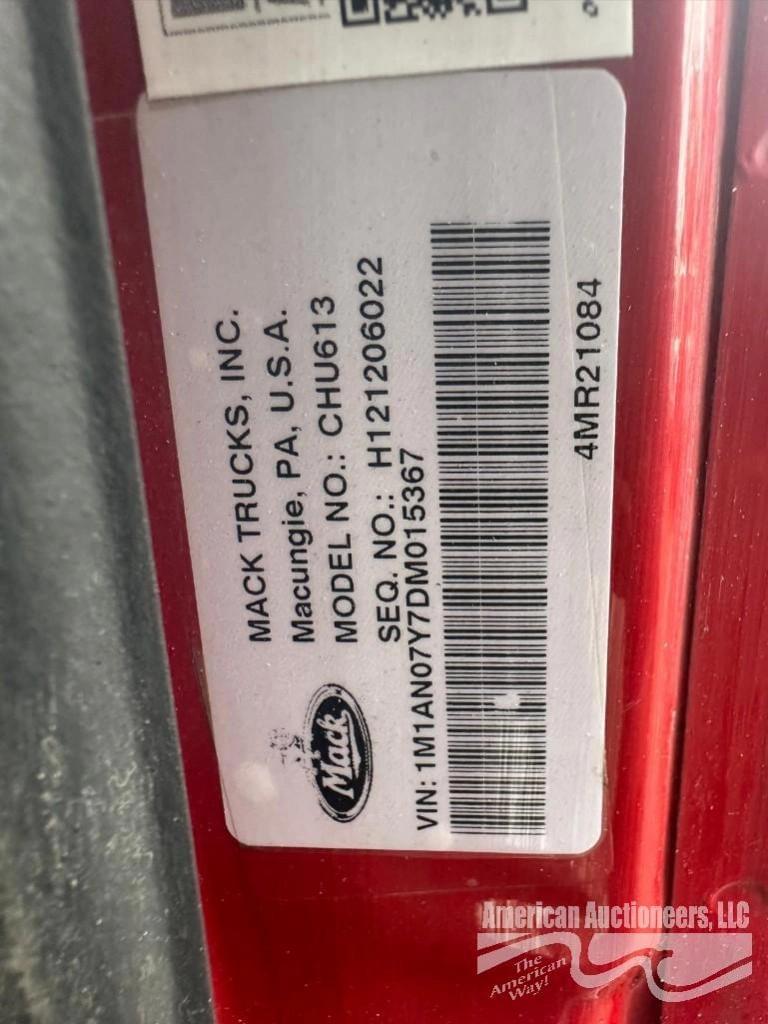 MACK TRUCKS, INC.
Macungie, PA, U.S.A.
MODEL NO.: CHU613
SEQ. NO.: H121206022
Mack
VIN: 1M1AN07Y7DM015367
4MR21084
American Auctioneers, LLC
The
American
Way!